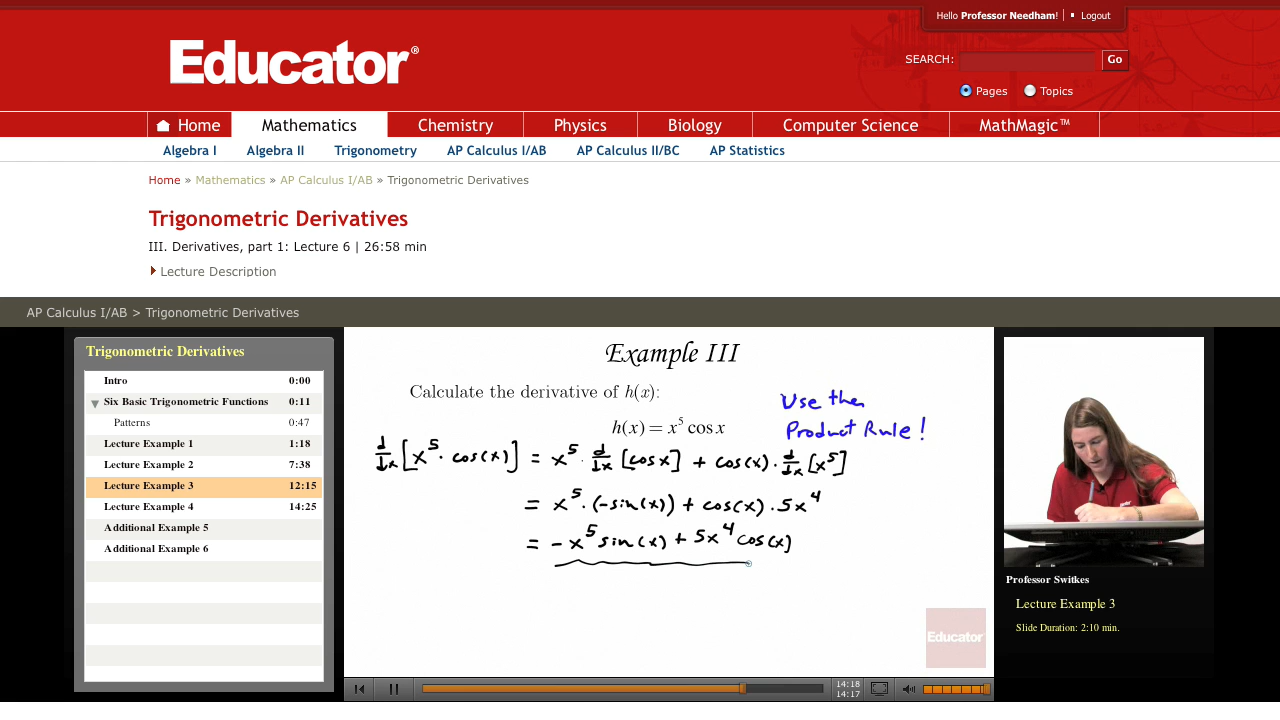 Hello Professor Needham! | ▪ Logout
Educator®
SEARCH: Go
Pages Topics
Home Mathematics Chemistry Physics Biology Computer Science MathMagic™
Algebra I Algebra II Trigonometry AP Calculus I/AB AP Calculus II/BC AP Statistics
Home » Mathematics » AP Calculus I/AB » Trigonometric Derivatives
Trigonometric Derivatives
III. Derivatives, part 1: Lecture 6 | 26:58 min
Lecture Description
AP Calculus I/AB > Trigonometric Derivatives
Trigonometric Derivatives
Intro 0:00
Six Basic Trigonometric Functions 0:11
Patterns 0:47
Lecture Example 1 1:18
Lecture Example 2 7:38
Lecture Example 3 12:15
Lecture Example 4 14:25
Additional Example 5
Additional Example 6
Example III
Calculate the derivative of h(x):
h(x) = x⁵ cos x
Use the
Product Rule!
d/dx [x⁵ · cos(x)] = x⁵ · d/dx [cos x] + cos(x) · d/dx [x⁵]
= x⁵ · (-sin(x)) + cos(x) · 5x⁴
= -x⁵ sin(x) + 5x⁴ cos(x)
Educator
14:18
14:17
Professor Switkes
Lecture Example 3
Slide Duration: 2:10 min.